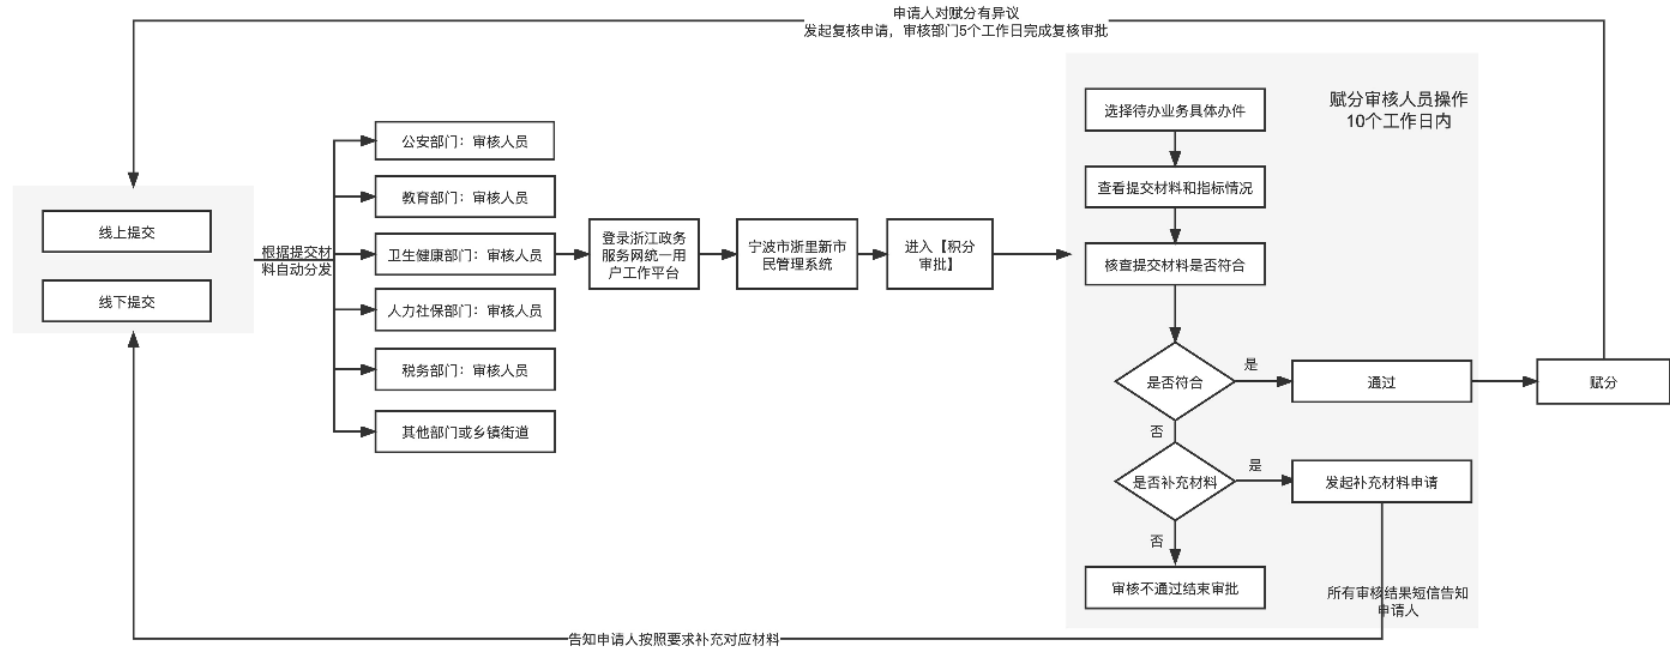 申请人对赋分有异议
发起复核申请，审核部门5个工作日完成复核审批
线上提交
线下提交
根据提交材
料自动分发
公安部门：审核人员
教育部门：审核人员
卫生健康部门：审核人员
人力社保部门：审核人员
税务部门：审核人员
其他部门或乡镇街道
登录浙江政务
服务网统一用
户工作平台
宁波市浙里新市
民管理系统
进入【积分
审批】
赋分审核人员操作
10个工作日内
选择待办业务具体办件
查看提交材料和指标情况
核查提交材料是否符合
是否符合
是
通过
赋分
否
是否补充材料
是
发起补充材料申请
否
审核不通过结束审批
所有审核结果短信告知
申请人
告知申请人按照要求补充对应材料